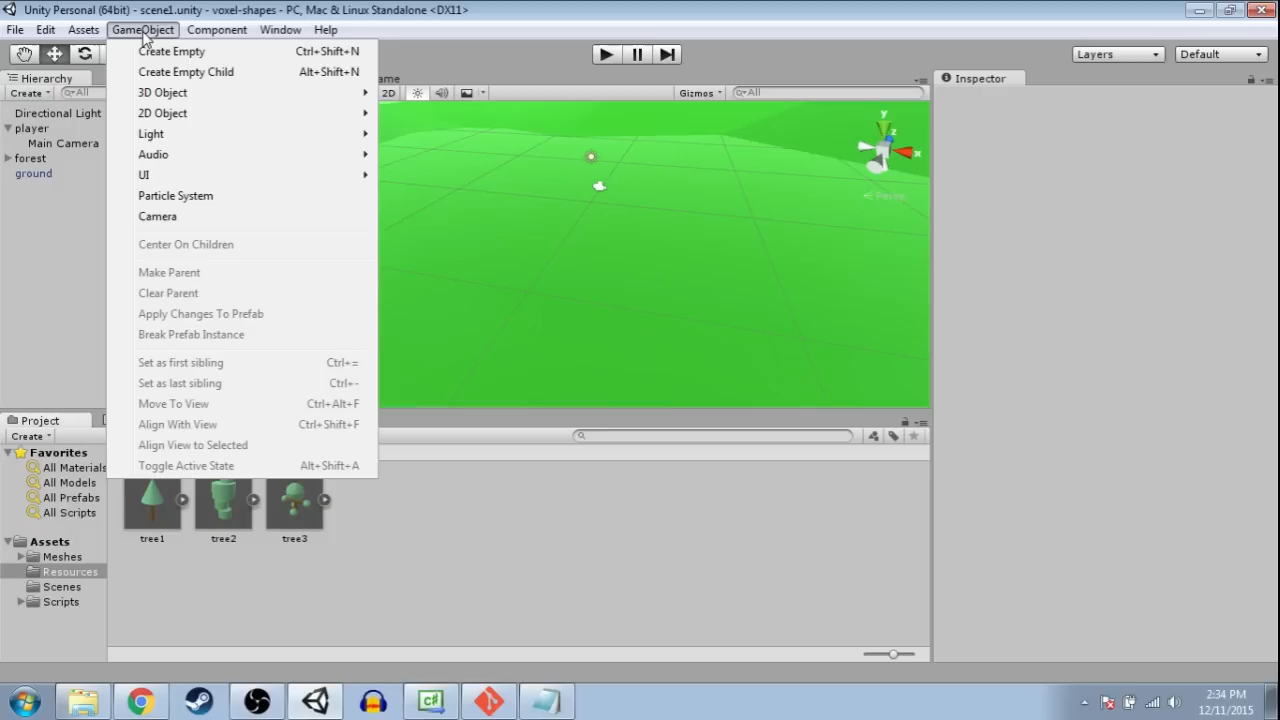 Unity Personal (64bit) - scene1.unity - voxel-shapes - PC, Mac & Linux Standalone <DX11>
File Edit Assets GameObject Component Window Help
Layers Default
Hierarchy
Create All
Directional Light
player
Main Camera
forest
ground
Create Empty Ctrl+Shift+N
Create Empty Child Alt+Shift+N
3D Object
2D Object
Light
Audio
UI
Particle System
Camera
Center On Children
Make Parent
Clear Parent
Apply Changes To Prefab
Break Prefab Instance
Set as first sibling Ctrl+=
Set as last sibling Ctrl+-
Move To View Ctrl+Alt+F
Align With View Ctrl+Shift+F
Align View to Selected
Toggle Active State Alt+Shift+A
ame
2D Gizmos All
y
z
x
Persp
Inspector
Project
Create
Favorites
All Materials
All Models
All Prefabs
All Scripts
Assets
Meshes
Resources
Scenes
Scripts
tree1 tree2 tree3
2:34 PM
12/11/2015